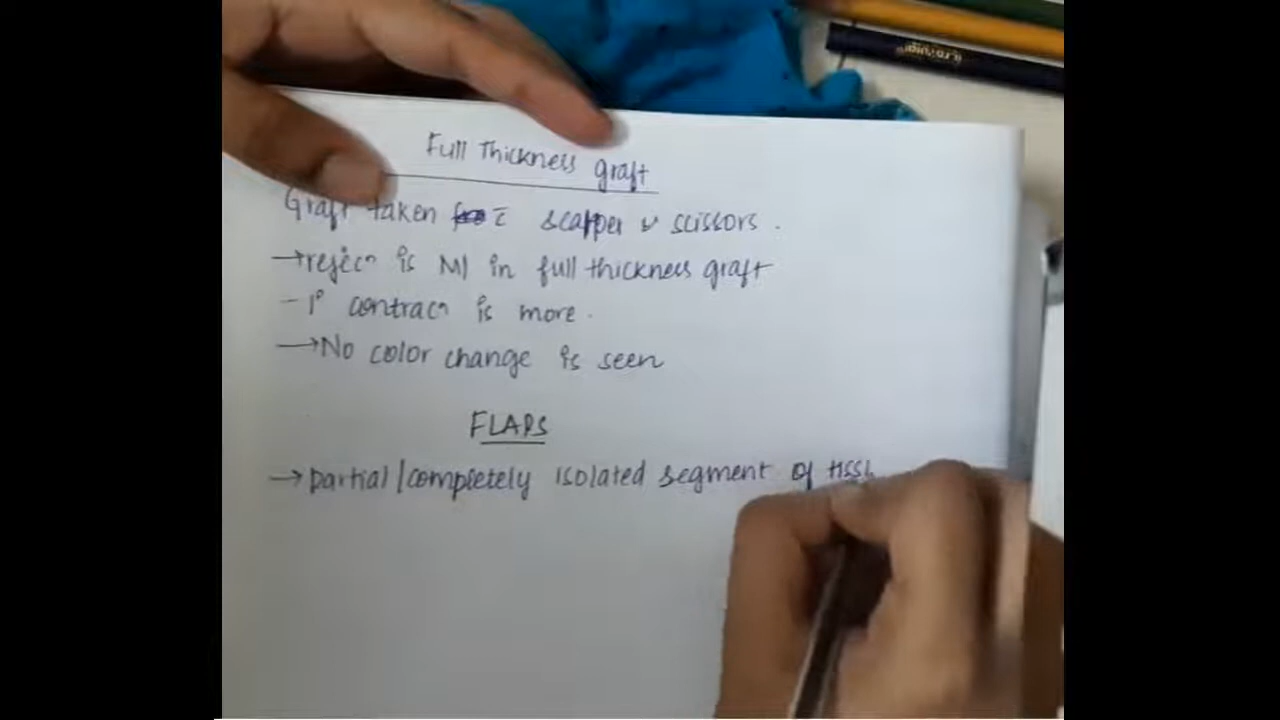 Full Thickness graft
Graft taken c̄ scalpel & scissors.
→rejecⁿ is M/ in full thickness graft
- 1° contracⁿ is more.
→No color change is seen
FLAPS
→partial/completely isolated segment of tissu